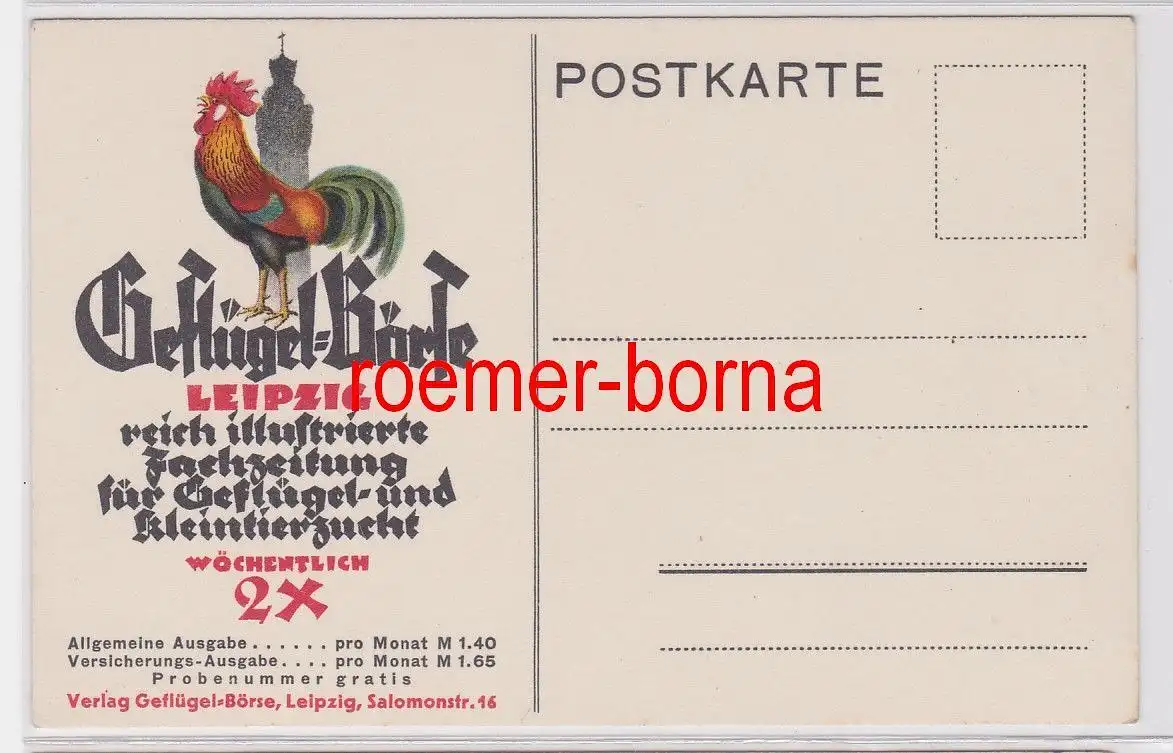 POSTKARTE
Geflügel=Börse
LEIPZIG
reich illustrierte
Fachzeitung
für Geflügel- und
Kleintierzucht
WÖCHENTLICH
2X
Allgemeine Ausgabe . . . . . . pro Monat M 1.40
Versicherungs-Ausgabe . . . . pro Monat M 1.65
Probenummer gratis
Verlag Geflügel=Börse, Leipzig, Salomonstr. 16
roemer-borna